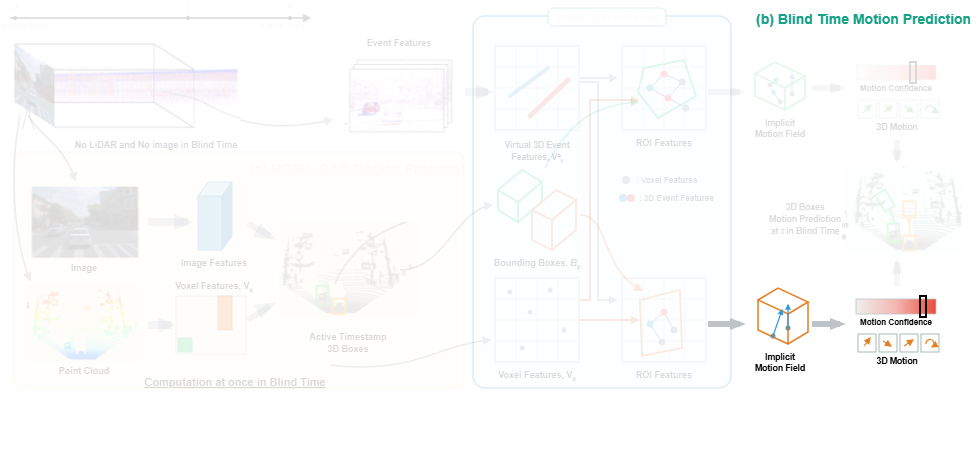 (b) Blind Time Motion Prediction
Event Features
No LiDAR and No image in Blind Time
Image
Image Features
Voxel Features, V₀
Point Cloud
Active Timestamp
3D Boxes
Computation at once in Blind Time
Virtual 3D Event
Features,
ROI Features
: Voxel Features
: 3D Event Features
Bounding Boxes,
Voxel Features, V₀
ROI Features
Implicit
Motion Field
Motion Confidence
3D Motion
3D Boxes
Motion Prediction
at t in Blind Time
Implicit
Motion Field
Motion Confidence
3D Motion